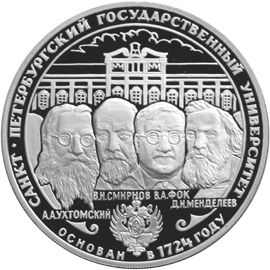 САНКТ-ПЕТЕРБУРГСКИЙ ГОСУДАРСТВЕННЫЙ УНИВЕРСИТЕТ
В.И.СМИРНОВ В.А.ФОК
А.А.УХТОМСКИЙ Д.И.МЕНДЕЛЕЕВ
ОСНОВАН В 1724 ГОДУ